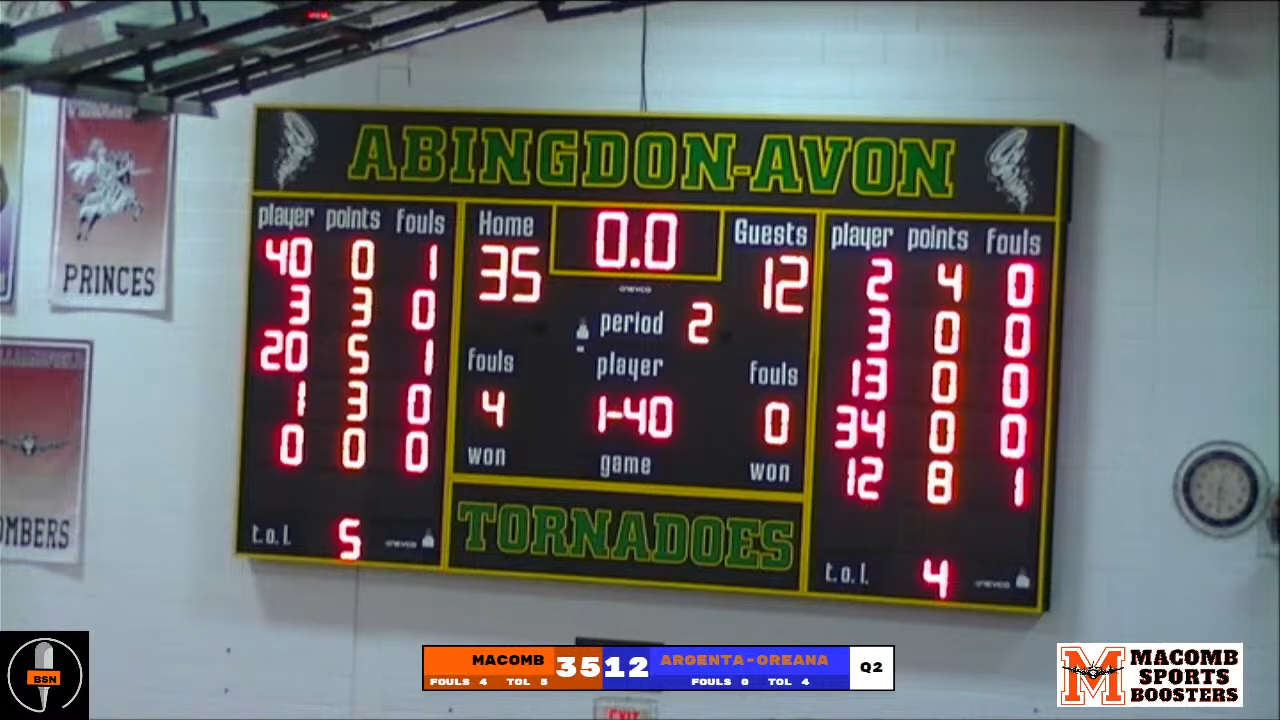 ABINGDON-AVON
player points fouls
40 0 1
3 3 0
20 5 1
1 3 0
0 0 0
t.o.l. 5
Home
35
0.0
Guests
12
period 2
fouls
4
won
player
1-40
game
fouls
0
won
TORNADOES
player points fouls
2 4 0
3 0 0
13 0 0
34 0 0
12 8 1
t.o.l. 4
PRINCES
OMBERS
EXIT
BSN
MACOMB
FOULS 4 TOL 5
35 12
ARGENTA-OREANA
FOULS 0 TOL 4
Q2
M
MACOMB
SPORTS
BOOSTERS